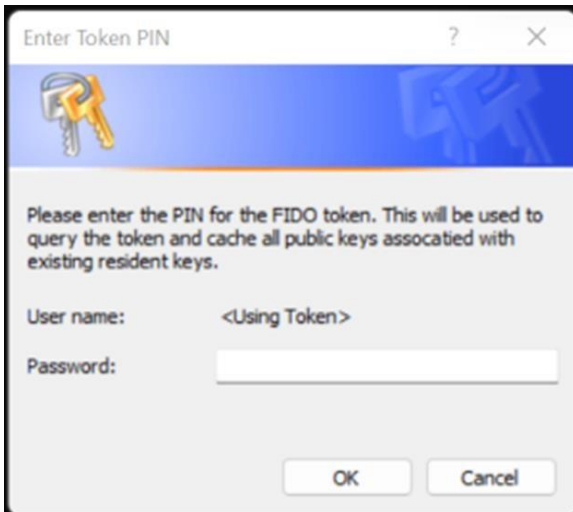 Enter Token PIN ?
Please enter the PIN for the FIDO token. This will be used to
query the token and cache all public keys assocatied with
existing resident keys.
User name: <Using Token>
Password:
OK Cancel